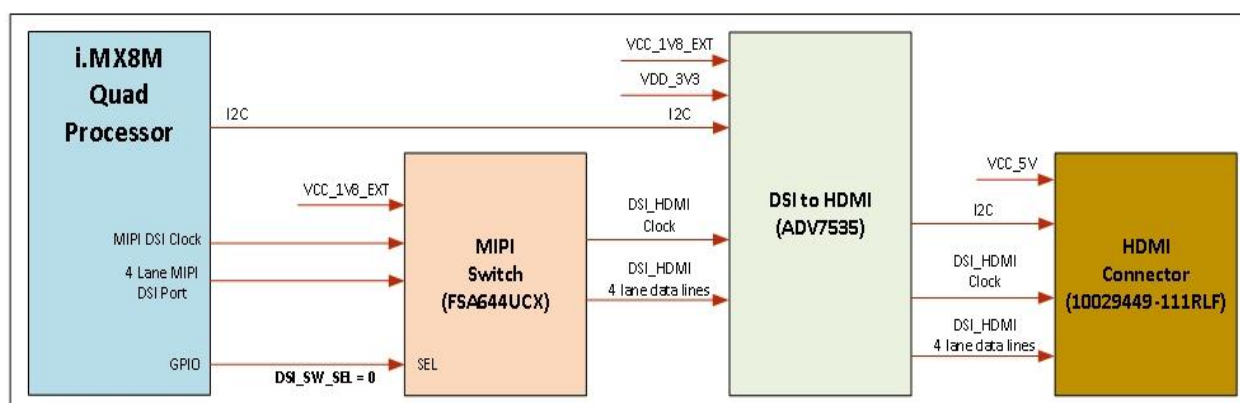 i.MX8M
Quad
Processor
I2C
MIPI DSI Clock
4 Lane MIPI
DSI Port
GPIO
VCC_1V8_EXT
DSI_SW_SEL = 0
MIPI
Switch
(FSA644UCX)
SEL
VCC_1V8_EXT
VDD_3V3
I2C
DSI_HDMI
Clock
DSI_HDMI
4 lane data lines
DSI to HDMI
(ADV7535)
VCC_5V
I2C
DSI_HDMI
Clock
DSI_HDMI
4 lane data lines
HDMI
Connector
(10029449-111RLF)